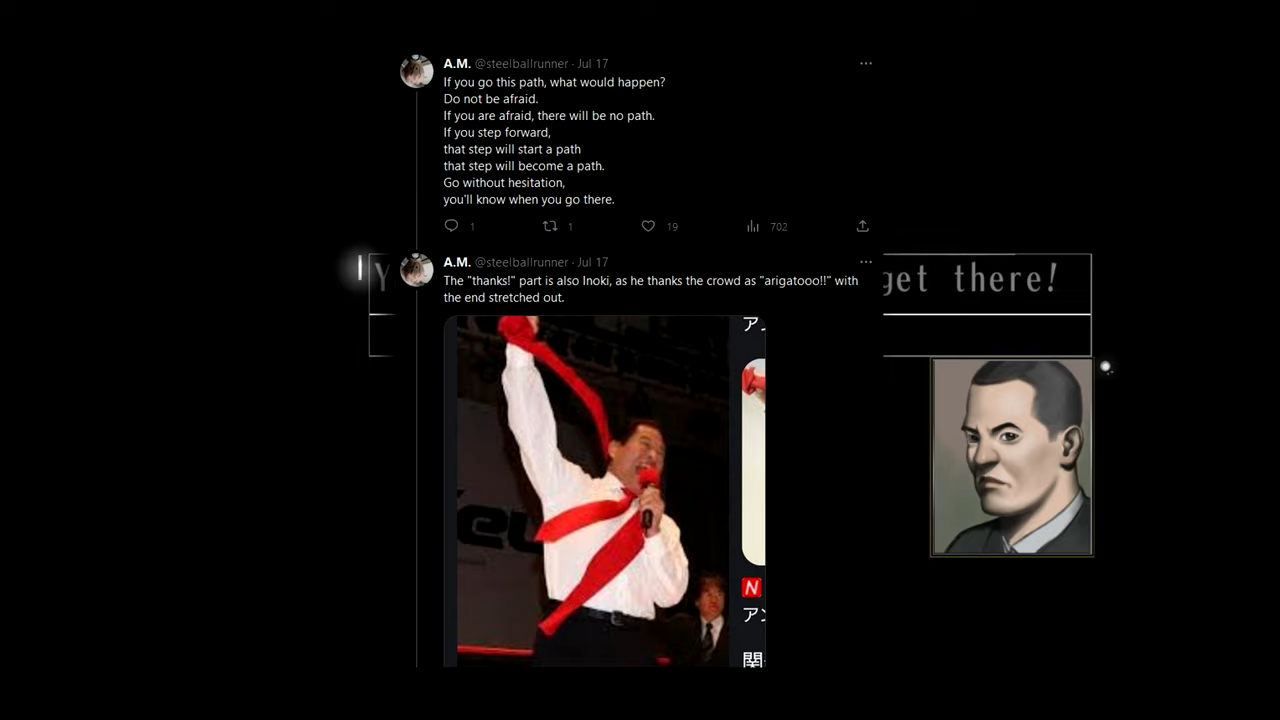 A.M. @steelballrunner · Jul 17
If you go this path, what would happen?
Do not be afraid.
If you are afraid, there will be no path.
If you step forward,
that step will start a path
that step will become a path.
Go without hesitation,
you'll know when you go there.
1 1 19 702
A.M. @steelballrunner · Jul 17
Y
get there!
The "thanks!" part is also Inoki, as he thanks the crowd as "arigatooo!!" with
the end stretched out.
ア
N
ア
関